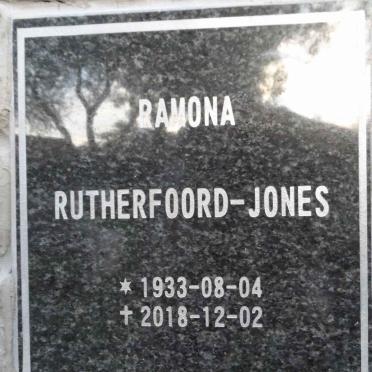 RAMONA
RUTHERFOORD-JONES
* 1933-08-04
✝ 2018-12-02